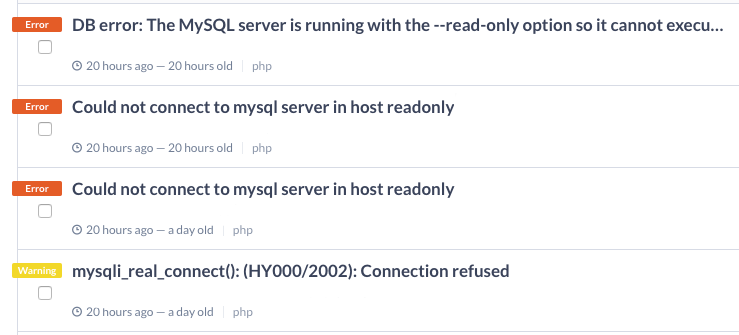 Error DB error: The MySQL server is running with the --read-only option so it cannot execu...
20 hours ago — 20 hours old php
Error Could not connect to mysql server in host readonly
20 hours ago — 20 hours old php
Error Could not connect to mysql server in host readonly
20 hours ago — a day old php
Warning mysqli_real_connect(): (HY000/2002): Connection refused
20 hours ago — a day old php